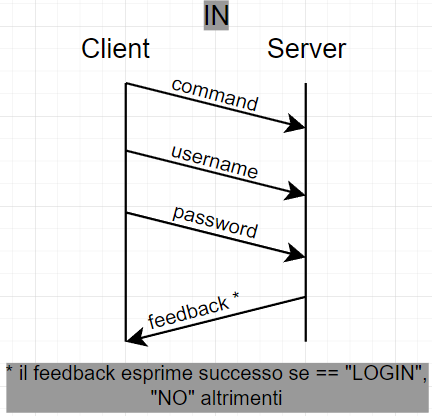 IN
Client Server
command
username
password
feedback *
* il feedback esprime successo se == "LOGIN",
"NO" altrimenti